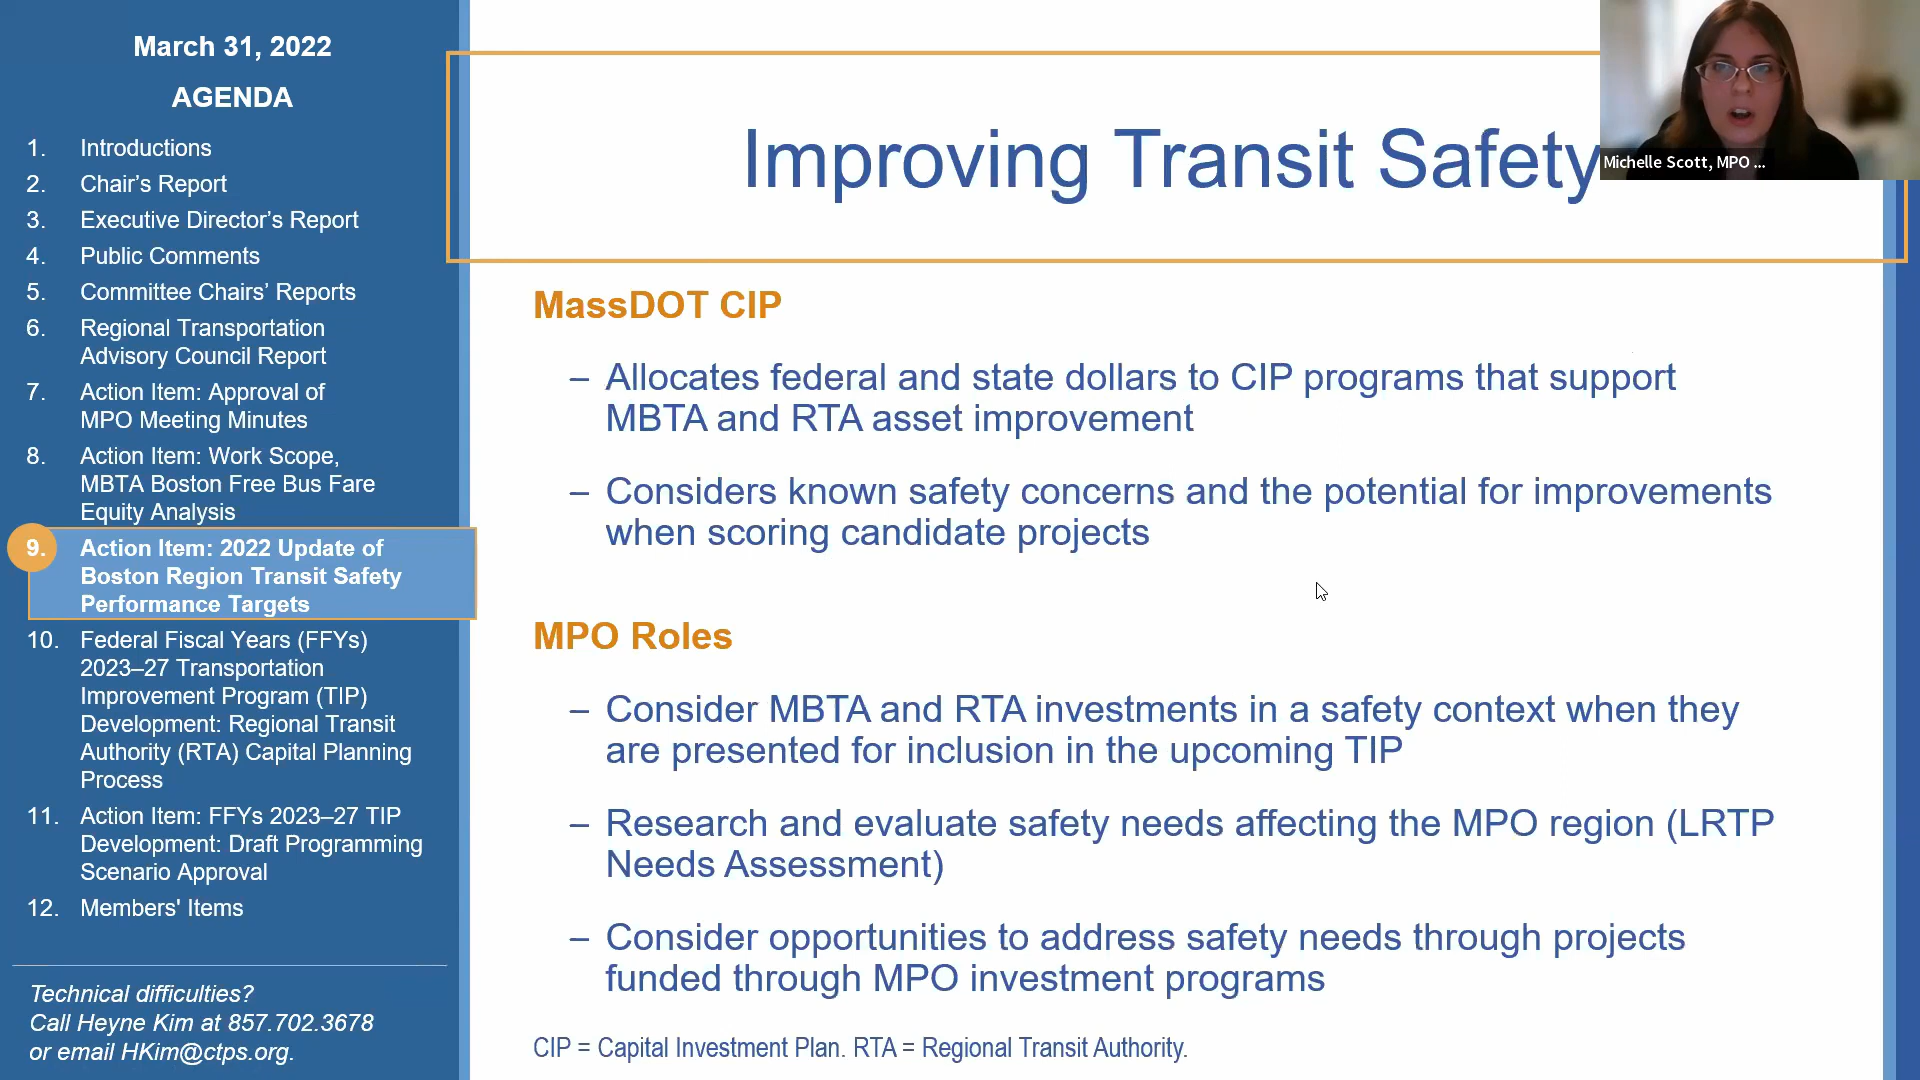 March 31, 2022
AGENDA
1. Introductions
2. Chair’s Report
3. Executive Director’s Report
4. Public Comments
5. Committee Chairs’ Reports
6. Regional Transportation
Advisory Council Report
7. Action Item: Approval of
MPO Meeting Minutes
8. Action Item: Work Scope,
MBTA Boston Free Bus Fare
Equity Analysis
9. Action Item: 2022 Update of
Boston Region Transit Safety
Performance Targets
10. Federal Fiscal Years (FFYs)
2023–27 Transportation
Improvement Program (TIP)
Development: Regional Transit
Authority (RTA) Capital Planning
Process
11. Action Item: FFYs 2023–27 TIP
Development: Draft Programming
Scenario Approval
12. Members' Items
Technical difficulties?
Call Heyne Kim at 857.702.3678
or email HKim@ctps.org.
Improving Transit Safety
Michelle Scott, MPO ...
MassDOT CIP
– Allocates federal and state dollars to CIP programs that support
MBTA and RTA asset improvement
– Considers known safety concerns and the potential for improvements
when scoring candidate projects
MPO Roles
– Consider MBTA and RTA investments in a safety context when they
are presented for inclusion in the upcoming TIP
– Research and evaluate safety needs affecting the MPO region (LRTP
Needs Assessment)
– Consider opportunities to address safety needs through projects
funded through MPO investment programs
CIP = Capital Investment Plan. RTA = Regional Transit Authority.